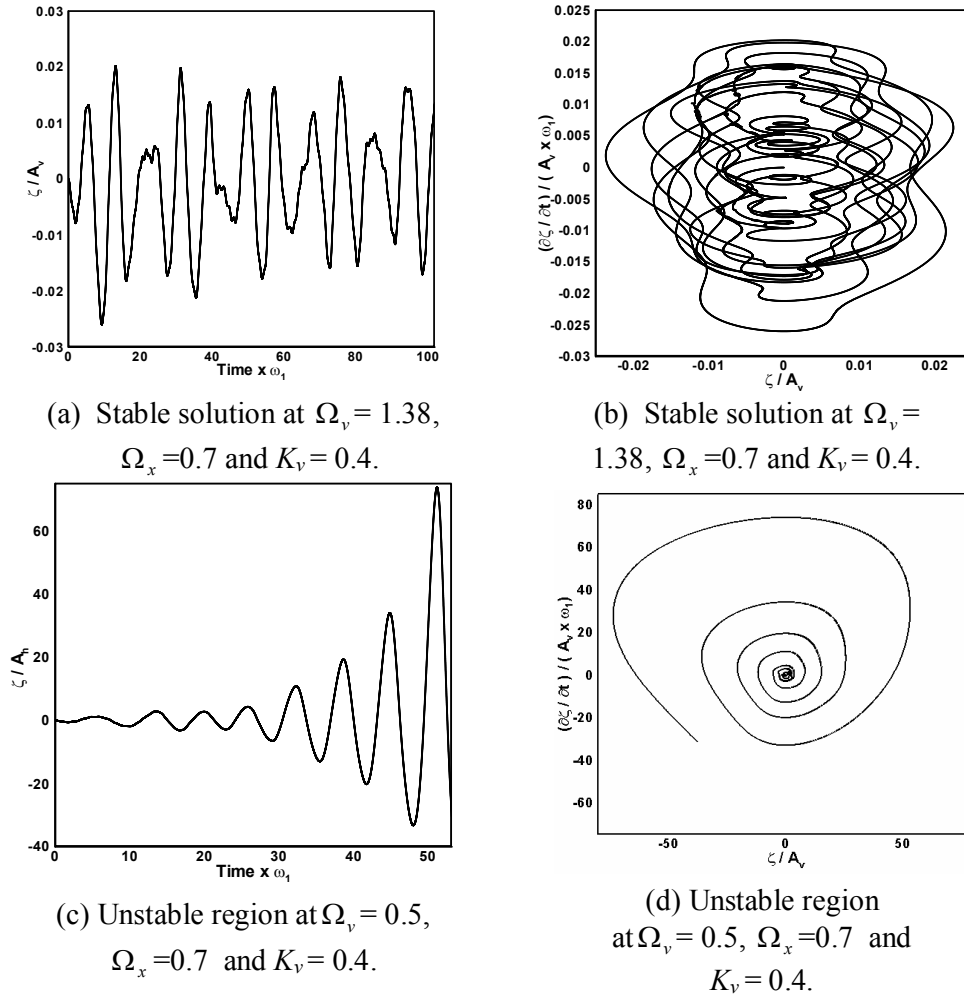 0.03
0.02
0.01
0
-0.01
-0.02
-0.03
ζ / A_v
0 20 40 60 80 100
Time x ω₁
(a) Stable solution at Ω_v = 1.38,
Ω_x =0.7 and K_v = 0.4.
0.025
0.02
0.015
0.01
0.005
0
-0.005
-0.01
-0.015
-0.02
-0.025
-0.03
(∂ζ / ∂t ) / ( A_v x ω₁)
-0.02 -0.01 0 0.01 0.02
ζ / A_v
(b) Stable solution at Ω_v =
1.38, Ω_x =0.7 and K_v = 0.4.
60
40
20
0
-20
-40
ζ / A_h
0 10 20 30 40 50
Time x ω₁
(c) Unstable region at Ω_v = 0.5,
Ω_x =0.7 and K_v = 0.4.
80
60
40
20
0
-20
-40
-60
(∂ζ / ∂t ) / ( A_v x ω₁)
-50 0 50
ζ / A_v
(d) Unstable region
at Ω_v = 0.5, Ω_x =0.7 and
K_v = 0.4.